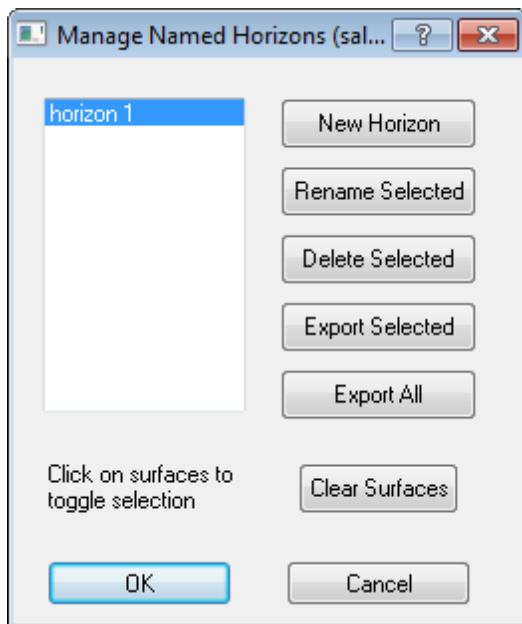 Manage Named Horizons (sal...
horizon 1
New Horizon
Rename Selected
Delete Selected
Export Selected
Export All
Click on surfaces to
toggle selection
Clear Surfaces
OK
Cancel